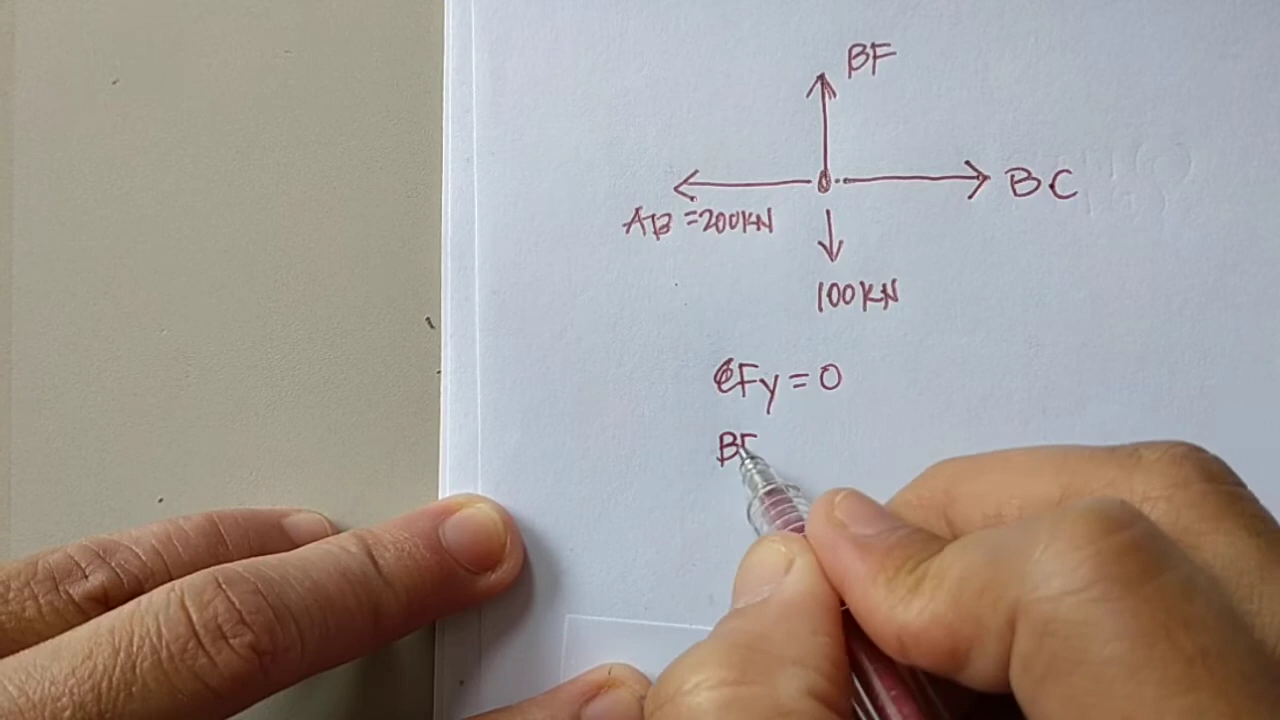 BF
BC
AB =200KN
100KN
ΣFy = 0
BF